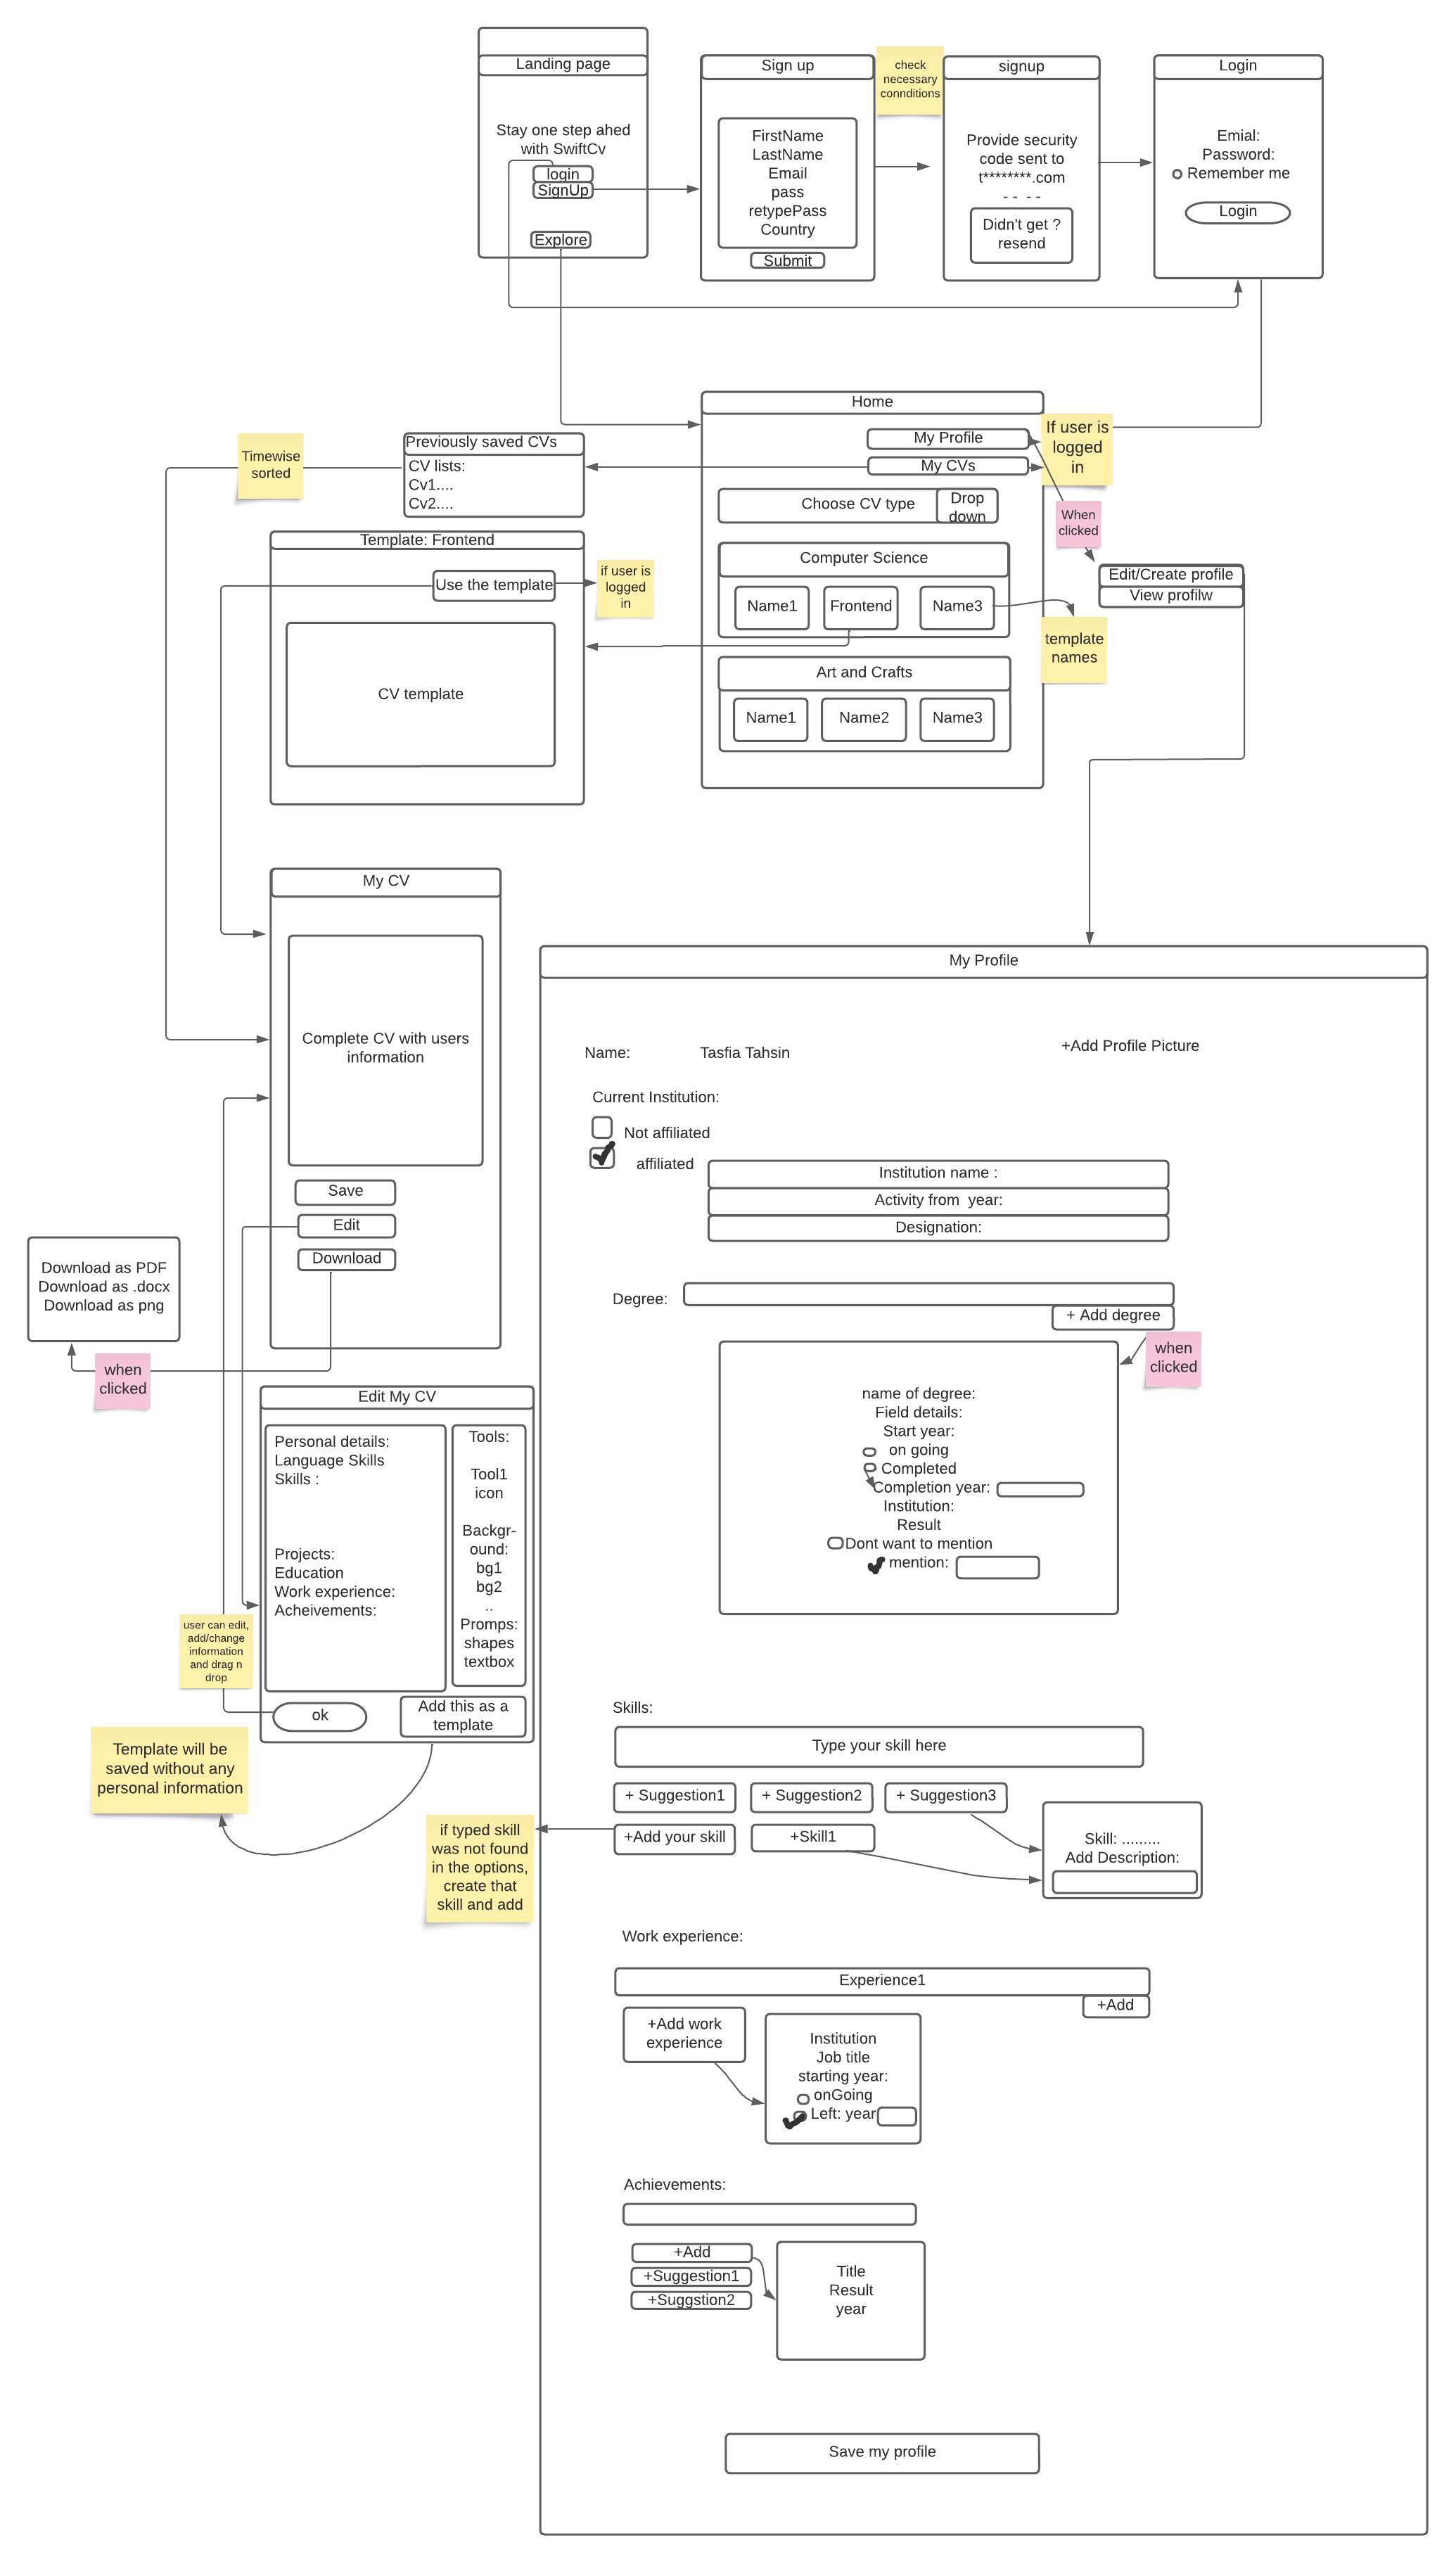 Landing page
Stay one step ahed
with SwiftCv
login
SignUp
Explore
Sign up
FirstName
LastName
Email
pass
retypePass
Country
Submit
check
necessary
connditions
signup
Provide security
code sent to
t********.com
- - - -
Didn't get ?
resend
Login
Emial:
Password:
Remember me
Login
Home
My Profile
My CVs
Choose CV type
Drop
down
Computer Science
Name1
Frontend
Name3
Art and Crafts
Name1
Name2
Name3
If user is
logged
in
When
clicked
Edit/Create profile
View profilw
template
names
Timewise
sorted
Previously saved CVs
CV lists:
Cv1....
Cv2....
Template: Frontend
Use the template
CV template
if user is
logged
in
My CV
Complete CV with users
information
Save
Edit
Download
Download as PDF
Download as .docx
Download as png
when
clicked
Edit My CV
Personal details:
Language Skills
Skills :
Projects:
Education
Work experience:
Acheivements:
Tools:
Tool1
icon
Backgr-
ound:
bg1
bg2
..
Promps:
shapes
textbox
ok
Add this as a
template
user can edit,
add/change
information
and drag n
drop
Template will be
saved without any
personal information
My Profile
Name:
Tasfia Tahsin
+Add Profile Picture
Current Institution:
Not affiliated
affiliated
Institution name :
Activity from year:
Designation:
Degree:
+ Add degree
when
clicked
name of degree:
Field details:
Start year:
on going
Completed
Completion year:
Institution:
Result
Dont want to mention
mention:
Skills:
Type your skill here
+ Suggestion1
+ Suggestion2
+ Suggestion3
+Add your skill
+Skill1
if typed skill
was not found
in the options,
create that
skill and add
Skill: .........
Add Description:
Work experience:
Experience1
+Add
+Add work
experience
Institution
Job title
starting year:
onGoing
Left: year
Achievements:
+Add
+Suggestion1
+Suggstion2
Title
Result
year
Save my profile